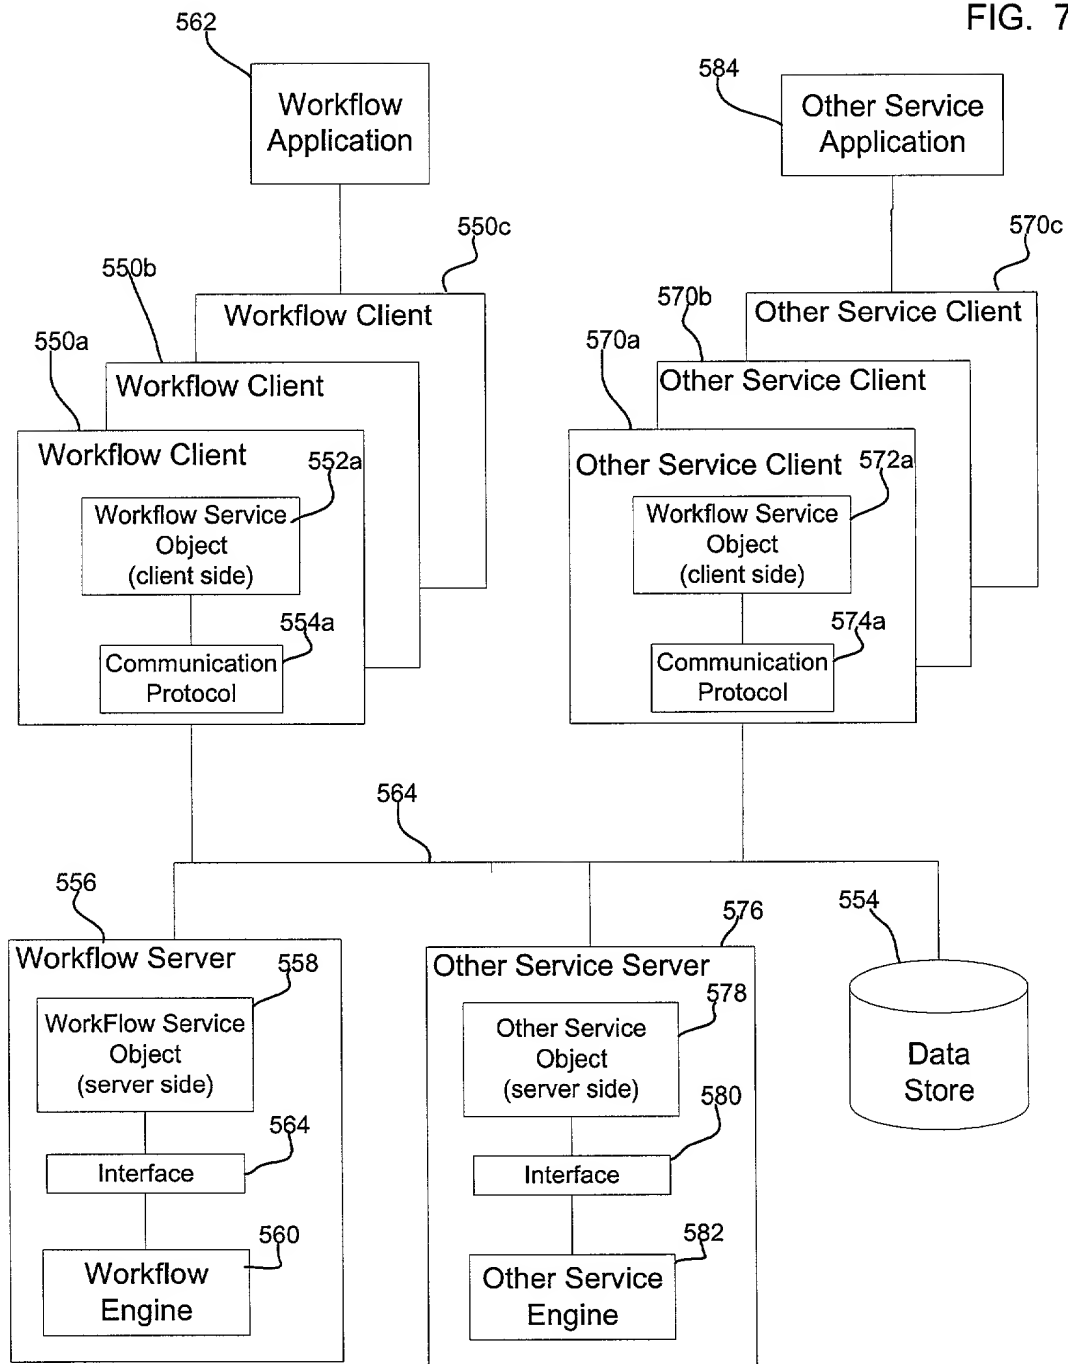 FIG. 7
562
Workflow
Application
584
Other Service
Application
550c
Workflow Client
550b
Workflow Client
550a
Workflow Client
552a
Workflow Service
Object
(client side)
554a
Communication
Protocol
570c
Other Service Client
570b
Other Service Client
570a
Other Service Client
572a
Workflow Service
Object
(client side)
574a
Communication
Protocol
564
556
Workflow Server
558
WorkFlow Service
Object
(server side)
564
Interface
560
Workflow
Engine
576
Other Service Server
578
Other Service
Object
(server side)
580
Interface
582
Other Service
Engine
554
Data
Store